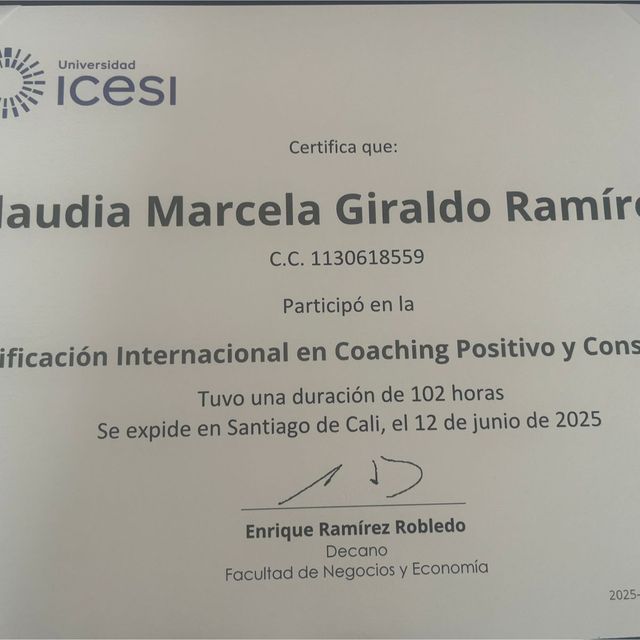 Universidad
ICESI
Certifica que:
laudia Marcela Giraldo Ramíre
C.C. 1130618559
Participó en la
ificación Internacional en Coaching Positivo y Cons
Tuvo una duración de 102 horas
Se expide en Santiago de Cali, el 12 de junio de 2025
Enrique Ramírez Robledo
Decano
Facultad de Negocios y Economía
2025-